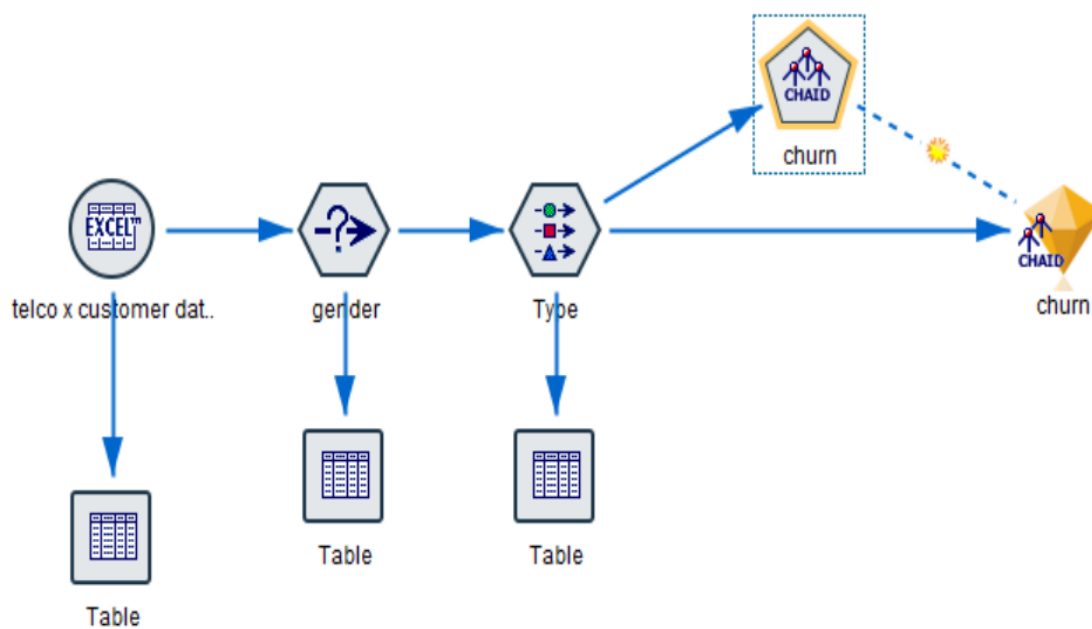 CHAID
churn
EXCEL™
telco x customer dat..
gender
Type
CHAID
churn
Table
Table
Table